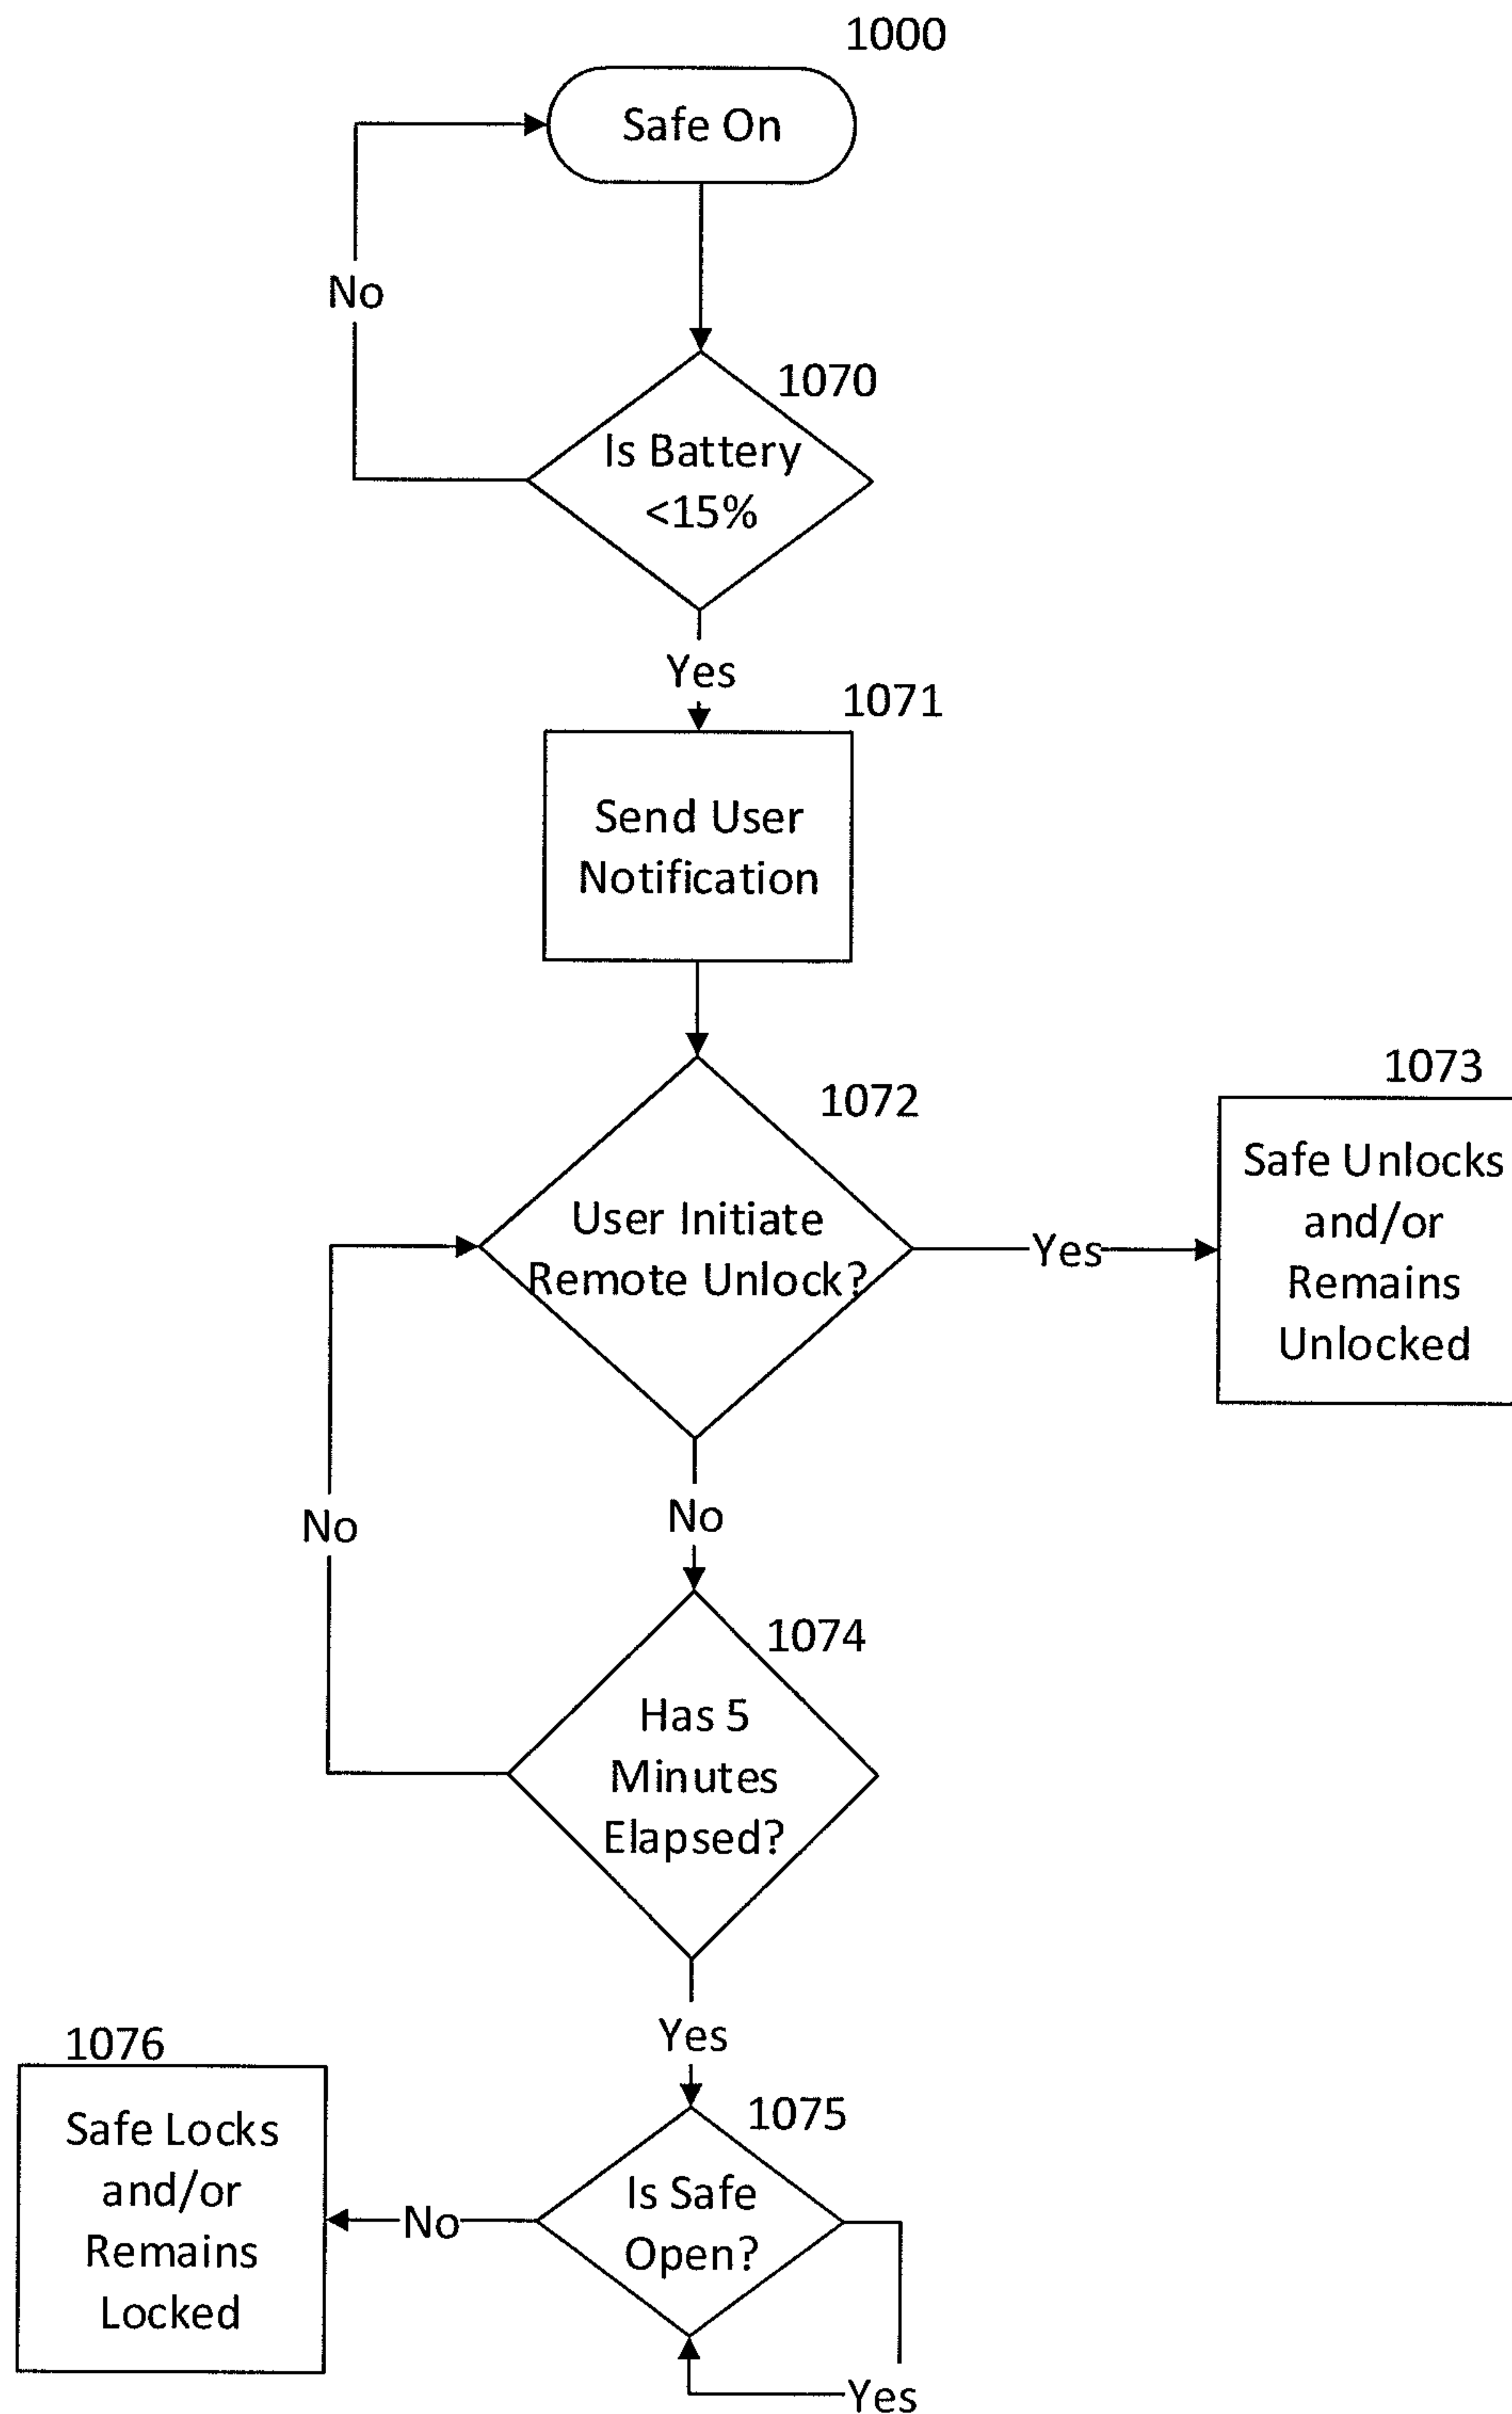 1000
Safe On
No
1070
Is Battery
<15%
Yes
1071
Send User
Notification
1072
User Initiate
Remote Unlock?
Yes
1073
Safe Unlocks
and/or
Remains
Unlocked
No
No
1074
Has 5
Minutes
Elapsed?
Yes
1075
Is Safe
Open?
Yes
No
1076
Safe Locks
and/or
Remains
Locked